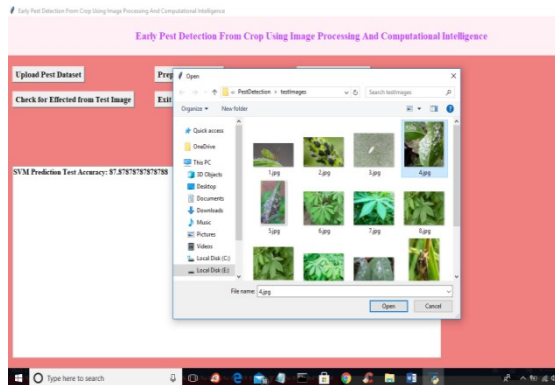 Early Pest Detection From Crop Using Image Processing And Computational Intelligence
Early Pest Detection From Crop Using Image Processing And Computational Intelligence
Upload Pest Dataset
Prep
Check for Effected from Test Image
Exit
SVM Prediction Test Accuracy: 87.87878787878788
Open
« PestDetection › testImages
Search testImages
Organize
New folder
Quick access
OneDrive
This PC
3D Objects
Desktop
Documents
Downloads
Music
Pictures
Videos
Local Disk (C:)
Local Disk (E:)
1.jpg
2.jpg
3.jpg
4.jpg
5.jpg
6.jpg
7.jpg
8.jpg
File name: 4.jpg
Open
Cancel
Type here to search